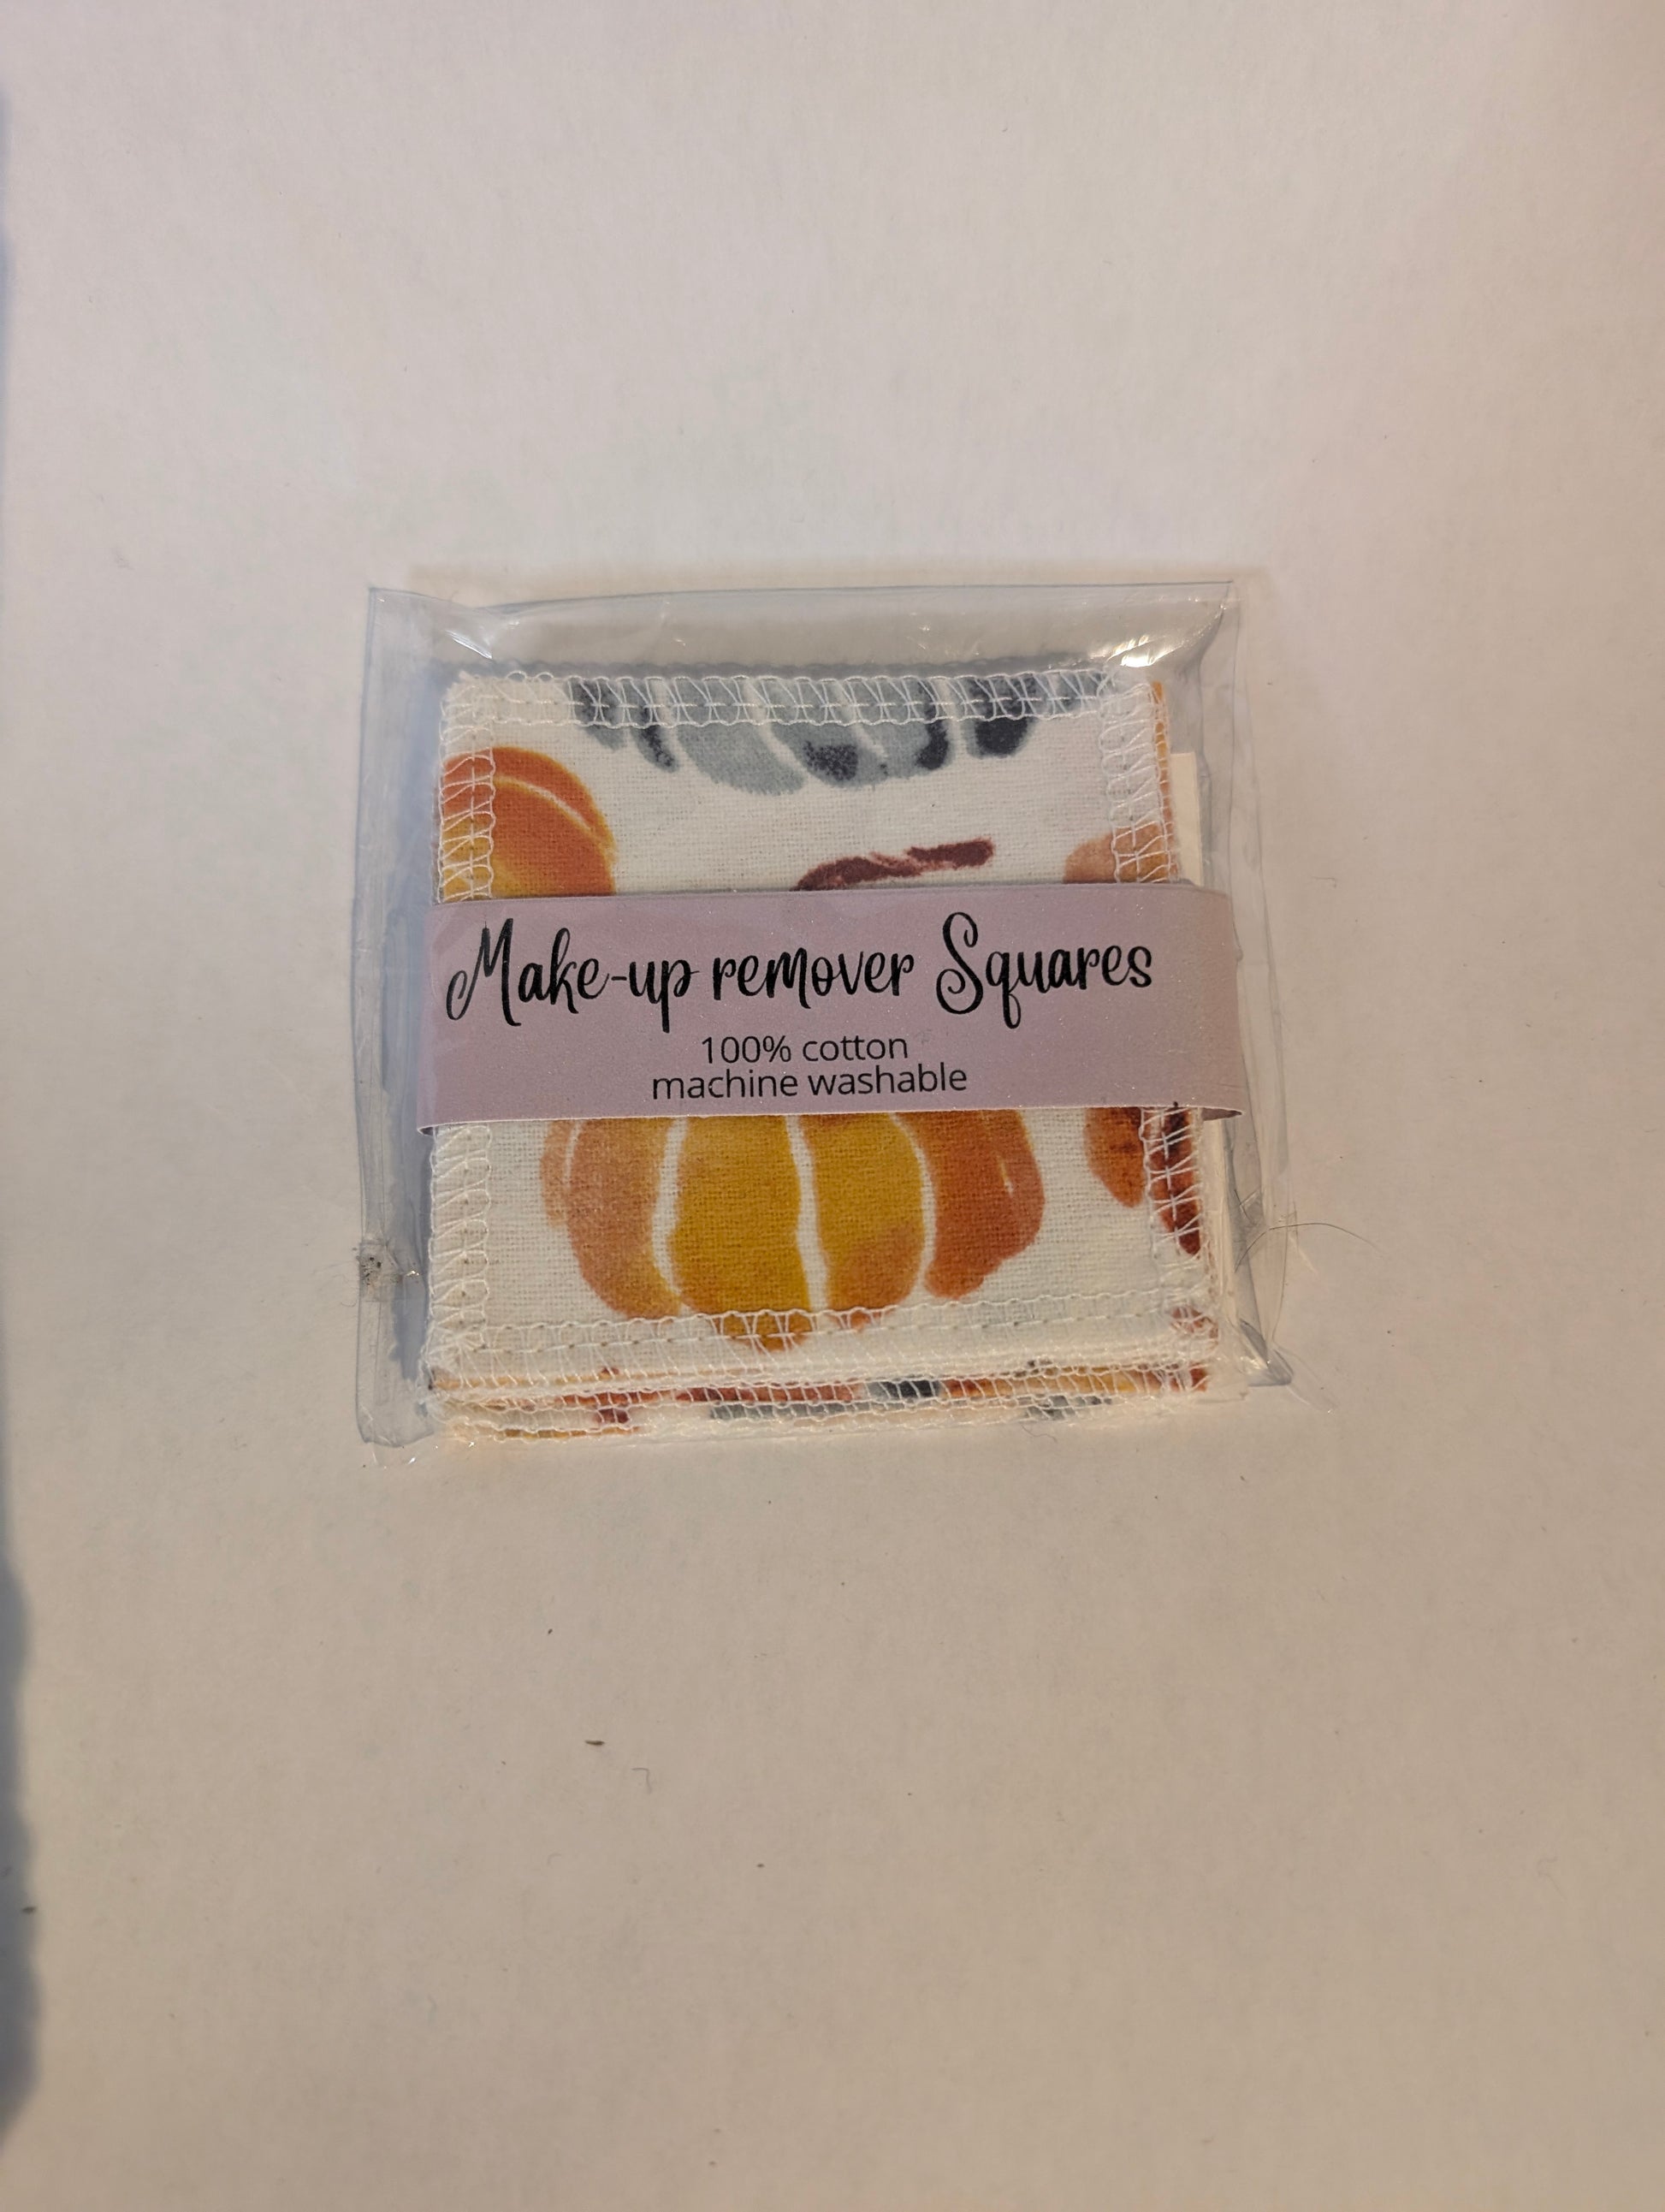 Make-up remover Squares
100% cotton
machine washable